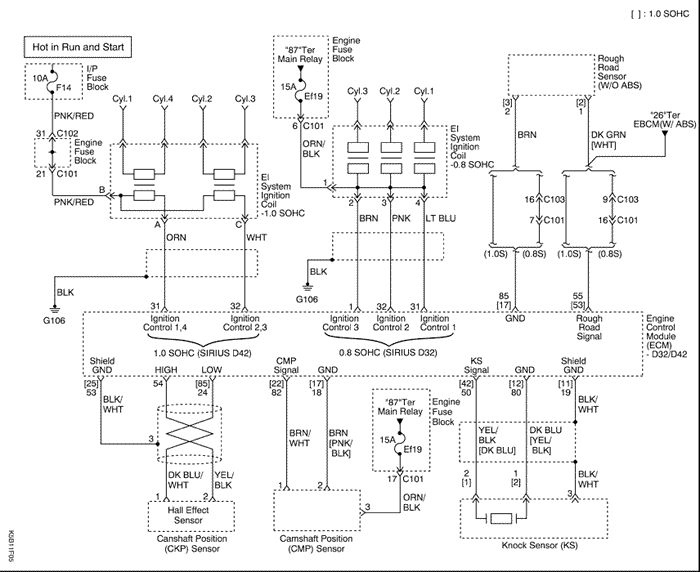 [ ] : 1.0 SOHC
Hot in Run and Start
10A
F14
I/P
Fuse
Block
PNK/RED
31
C102
Engine
Fuse
Block
21
C101
PNK/RED
Cyl.1
Cyl.4
Cyl.2
Cyl.3
B
EI
System
Ignition
Coil
-1.0 SOHC
A
C
ORN
WHT
BLK
G106
"87"Ter
Main Relay
15A
Ef19
Engine
Fuse
Block
6
C101
ORN/
BLK
Cyl.3
Cyl.2
Cyl.1
EI
System
Ignition
Coil
-0.8 SOHC
1
2
3
4
BRN
PNK
LT BLU
BLK
G106
Rough
Road
Sensor
(W/O ABS)
[3]
2
[2]
1
BRN
DK GRN
[WHT]
"26"Ter
EBCM(W/ ABS)
16
C103
7
C101
9
C103
16
C101
(1.0S)
(0.8S)
(1.0S)
(0.8S)
31
32
1
32
31
85
[17]
55
[53]
Ignition
Control 1,4
Ignition
Control 2,3
Ignition
Control 3
Ignition
Control 2
Ignition
Control 1
GND
Rough Road
Signal
1.0 SOHC (SIRIUS D42)
0.8 SOHC (SIRIUS D32)
Engine
Control
Module
(ECM)
- D32/D42
Shield
GND
HIGH
LOW
CMP
Signal
GND
KS
Signal
GND
Shield
GND
[25]
53
54
[85]
24
[22]
82
[17]
18
[42]
50
[12]
80
[11]
19
BLK/
WHT
3
DK BLU/
WHT
YEL/
BLK
1
2
Hall Effect
Sensor
Camshaft Position
(CKP) Sensor
BRN/
WHT
BRN
[PNK/
BLK]
1
2
3
Camshaft Position
(CMP) Sensor
"87"Ter
Main Relay
15A
Ef19
Engine
Fuse
Block
17
C101
ORN/
BLK
YEL/
BLK
[DK BLU]
DK BLU
[YEL/
BLK]
BLK/
WHT
2
[1]
1
[2]
BLK/
WHT
3
Knock Sensor (KS)